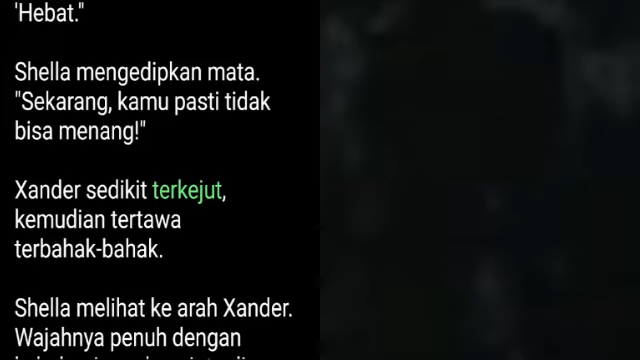 'Hebat."
Shella mengedipkan mata.
"Sekarang, kamu pasti tidak
bisa menang!"
Xander sedikit terkejut,
kemudian tertawa
terbahak-bahak.
Shella melihat ke arah Xander.
Wajahnya penuh dengan